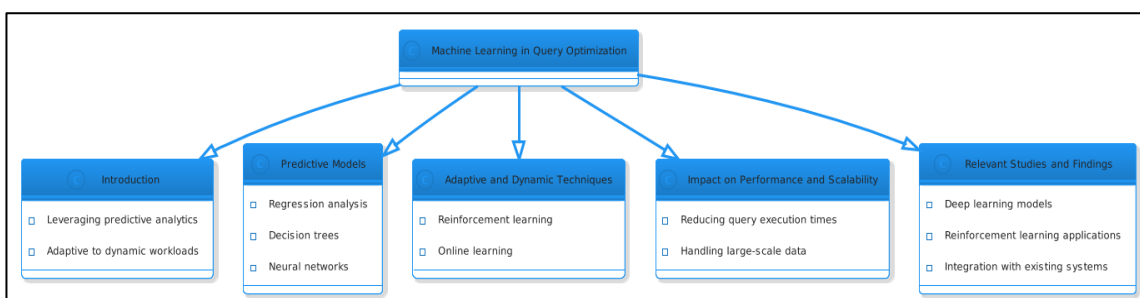 C Machine Learning in Query Optimization
C Introduction
Leveraging predictive analytics
Adaptive to dynamic workloads
C Predictive Models
Regression analysis
Decision trees
Neural networks
C Adaptive and Dynamic Techniques
Reinforcement learning
Online learning
C Impact on Performance and Scalability
Reducing query execution times
Handling large-scale data
C Relevant Studies and Findings
Deep learning models
Reinforcement learning applications
Integration with existing systems